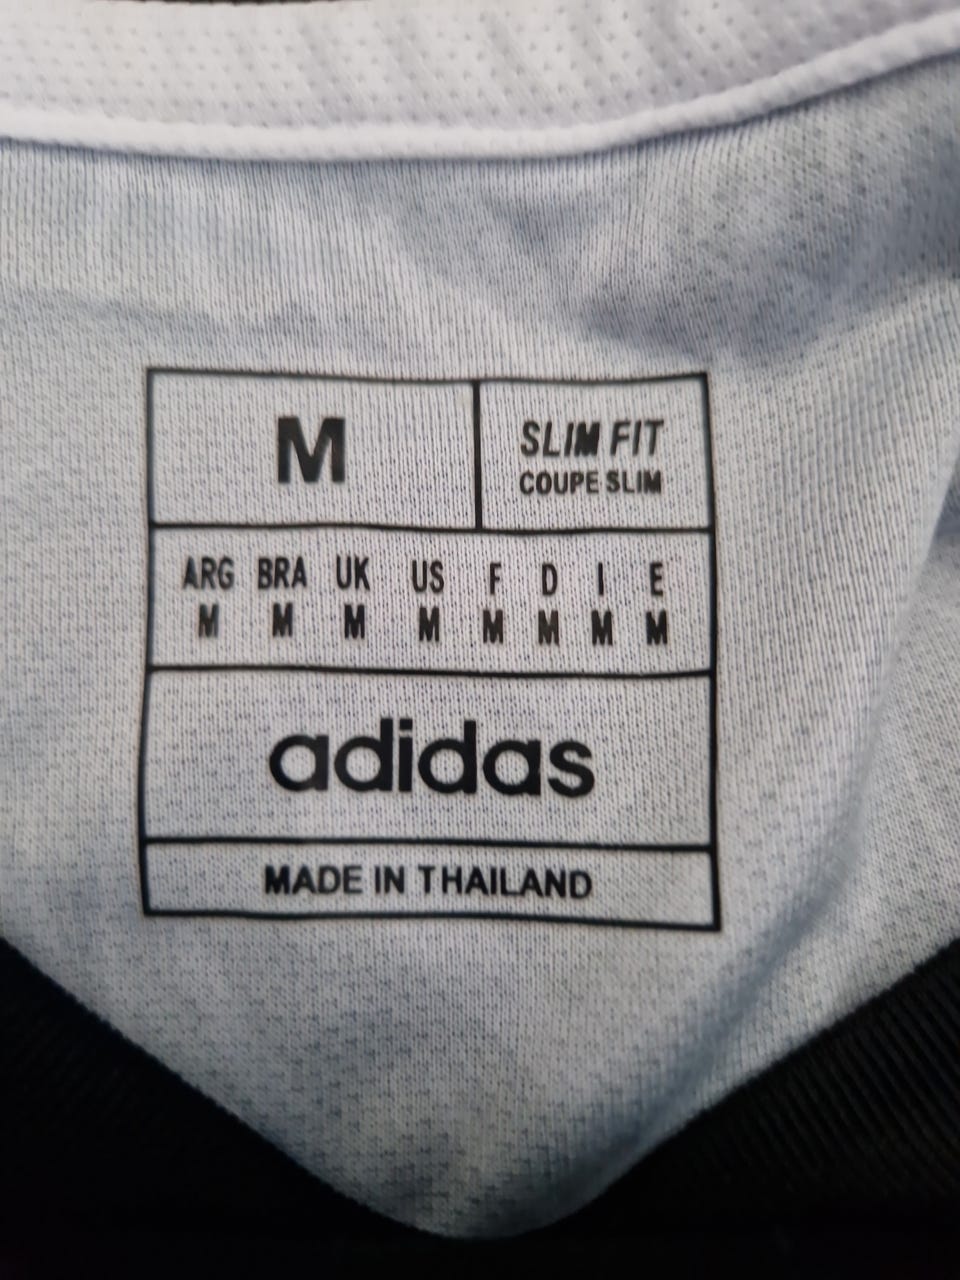 M
SLIM FIT
COUPE SLIM
ARG BRA UK US F D I E
M M M M M M M M
adidas
MADE IN THAILAND